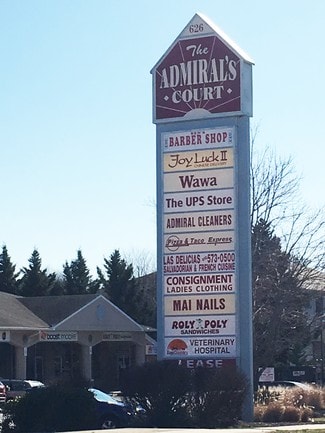 626
The
ADMIRAL'S
COURT
BARBER SHOP
Joy Luck II
Wawa
The UPS Store
ADMIRAL CLEANERS
Pizza & Taco Express
LAS DELICIAS 573-0500
SALVADORIAN & FRENCH CUISINE
CONSIGNMENT
LADIES CLOTHING
MAI NAILS
ROLY POLY
SANDWICHES
VETERINARY
HOSPITAL
LEASE